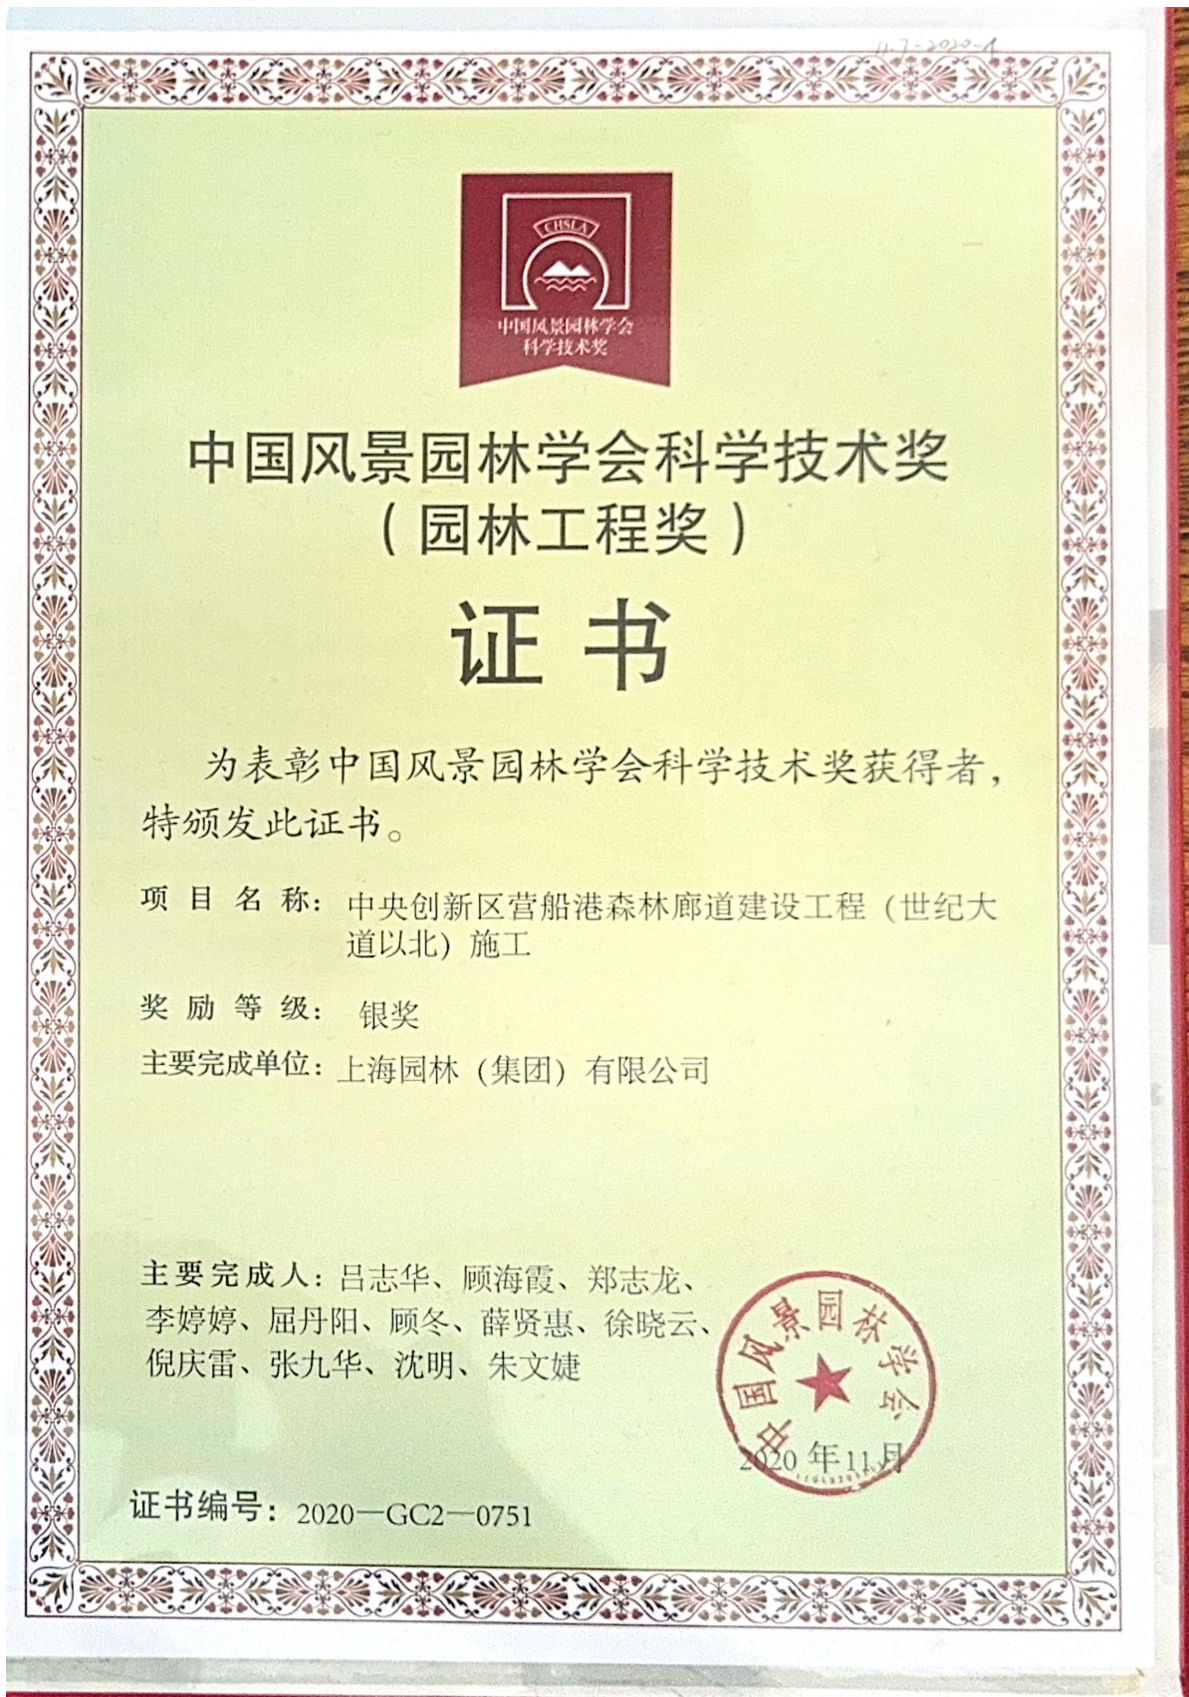 CHSLA
中国风景园林学会
科学技术奖
中国风景园林学会科学技术奖
（园林工程奖）
证书
为表彰中国风景园林学会科学技术奖获得者，
特颁发此证书。
项目名称：中央创新区营船港森林廊道建设工程（世纪大
道以北）施工
奖励等级：银奖
主要完成单位：上海园林（集团）有限公司
主要完成人：吕志华、顾海霞、郑志龙、
李婷婷、屈丹阳、顾冬、薛贤惠、徐晓云、
倪庆雷、张九华、沈明、朱文婕
中国风景园林学会
2020年11月
证书编号：2020—GC2—0751